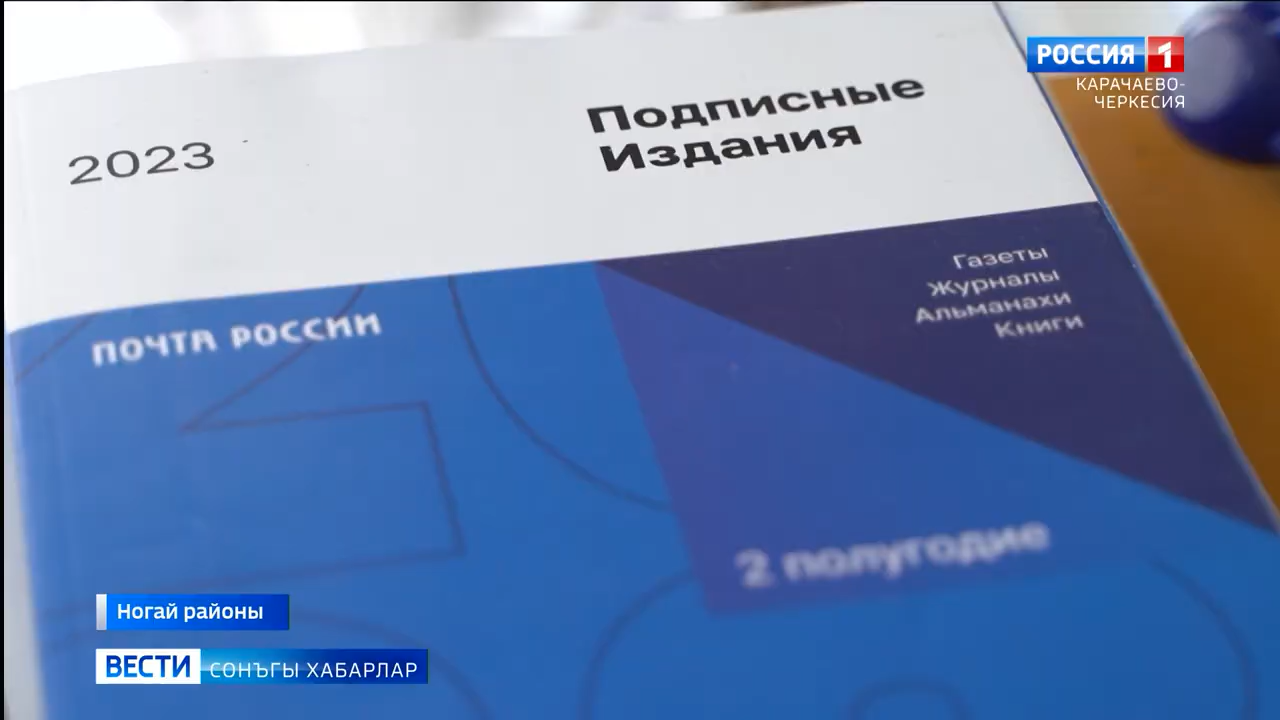 РОССИЯ 1
КАРАЧАЕВО-
ЧЕРКЕСИЯ
2023
Подписные
Издания
Газеты
Журналы
Альманахи
Книги
ПОЧТА РОССИИ
2 полугодие
Ногай районы
ВЕСТИ СОНЪГЫ ХАБАРЛАР